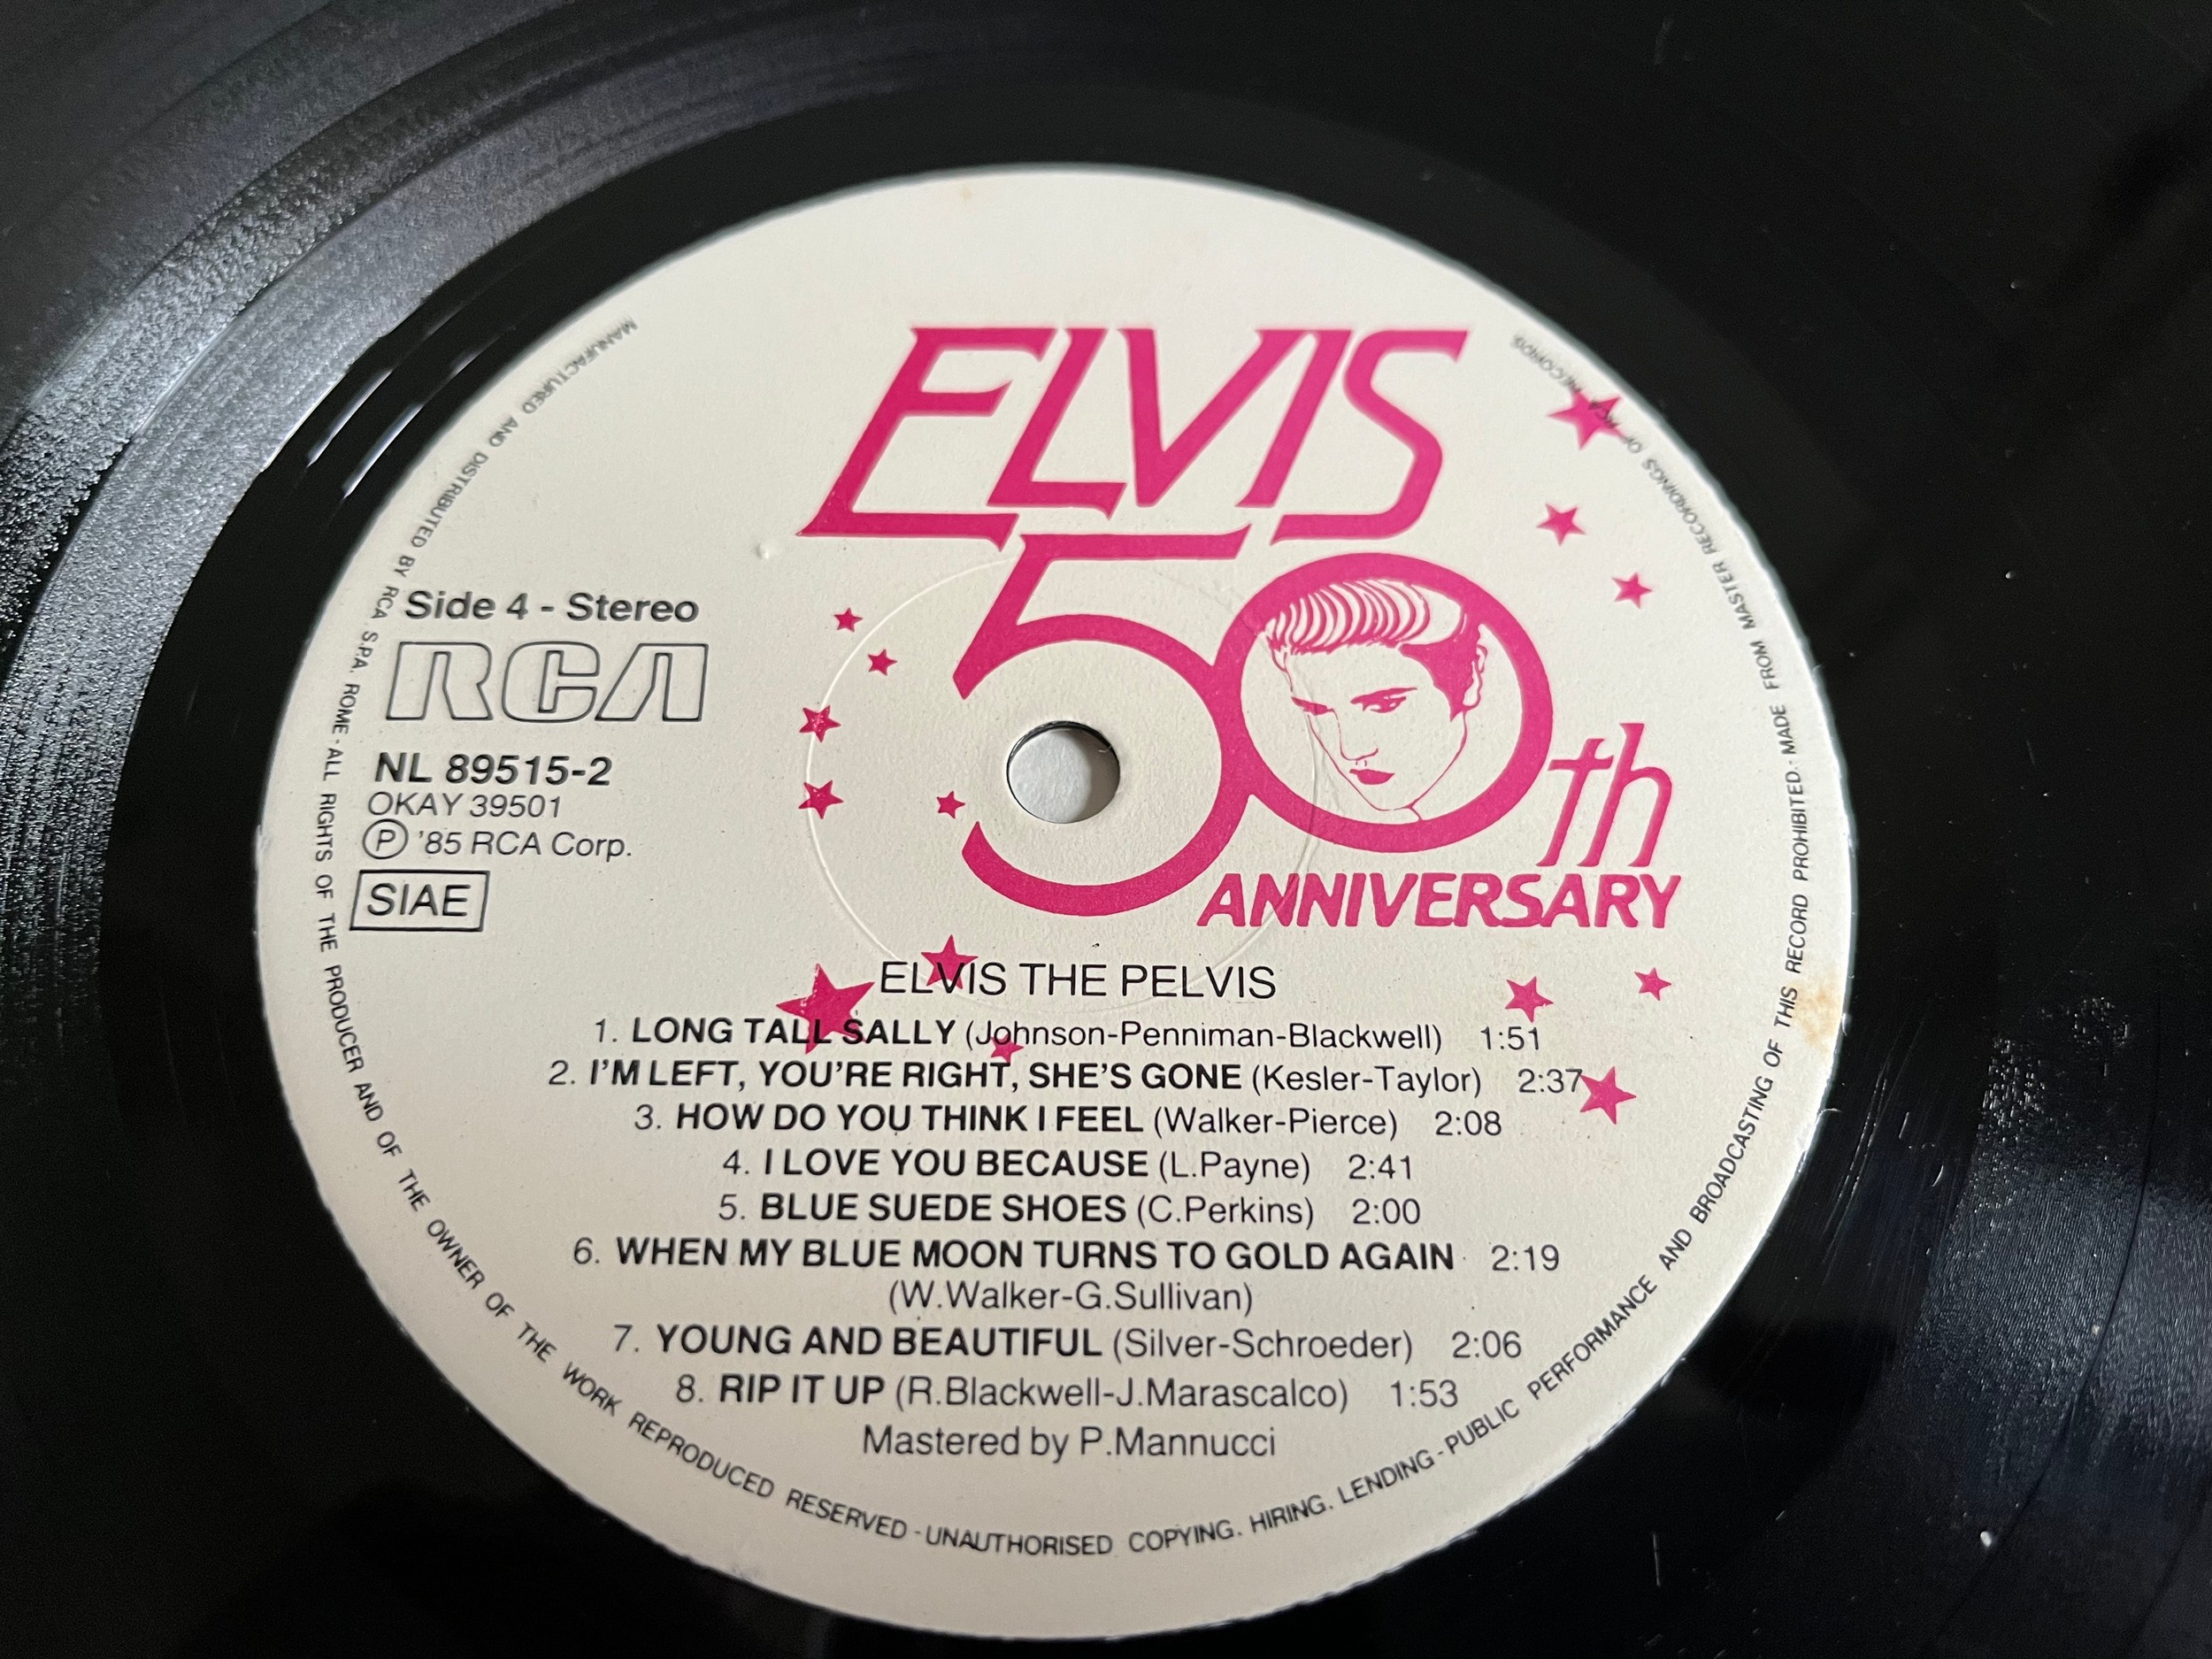 ELVIS
50th
ANNIVERSARY
Side 4 - Stereo
RCA
NL 89515-2
OKAY 39501
Ⓟ '85 RCA Corp.
SIAE
ELVIS THE PELVIS
1. LONG TALL SALLY (Johnson-Penniman-Blackwell) 1:51
2. I'M LEFT, YOU'RE RIGHT, SHE'S GONE (Kesler-Taylor) 2:37
3. HOW DO YOU THINK I FEEL (Walker-Pierce) 2:08
4. I LOVE YOU BECAUSE (L.Payne) 2:41
5. BLUE SUEDE SHOES (C.Perkins) 2:00
6. WHEN MY BLUE MOON TURNS TO GOLD AGAIN 2:19
(W.Walker-G.Sullivan)
7. YOUNG AND BEAUTIFUL (Silver-Schroeder) 2:06
8. RIP IT UP (R.Blackwell-J.Marascalco) 1:53
Mastered by P.Mannucci
MANUFACTURED AND DISTRIBUTED BY RCA S.P.A. ROME - ALL RIGHTS OF THE PRODUCER AND OF THE OWNER OF THE WORK REPRODUCED RESERVED - UNAUTHORISED COPYING. HIRING. LENDING - PUBLIC PERFORMANCE AND BROADCASTING OF THIS RECORD PROHIBITED. - MADE FROM MASTER RECORDINGS OF RCA RECORDS.